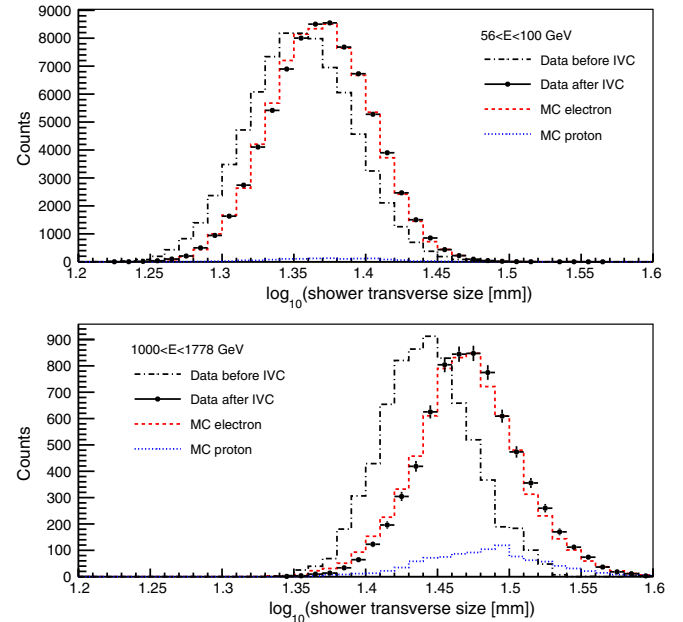 56<E<100 GeV
Data before IVC
Data after IVC
MC electron
MC proton
Counts
9000
8000
7000
6000
5000
4000
3000
2000
1000
0
1.2 1.25 1.3 1.35 1.4 1.45 1.5 1.55 1.6
log10(shower transverse size [mm])
1000<E<1778 GeV
Data before IVC
Data after IVC
MC electron
MC proton
Counts
900
800
700
600
500
400
300
200
100
0
1.2 1.25 1.3 1.35 1.4 1.45 1.5 1.55 1.6
log10(shower transverse size [mm])